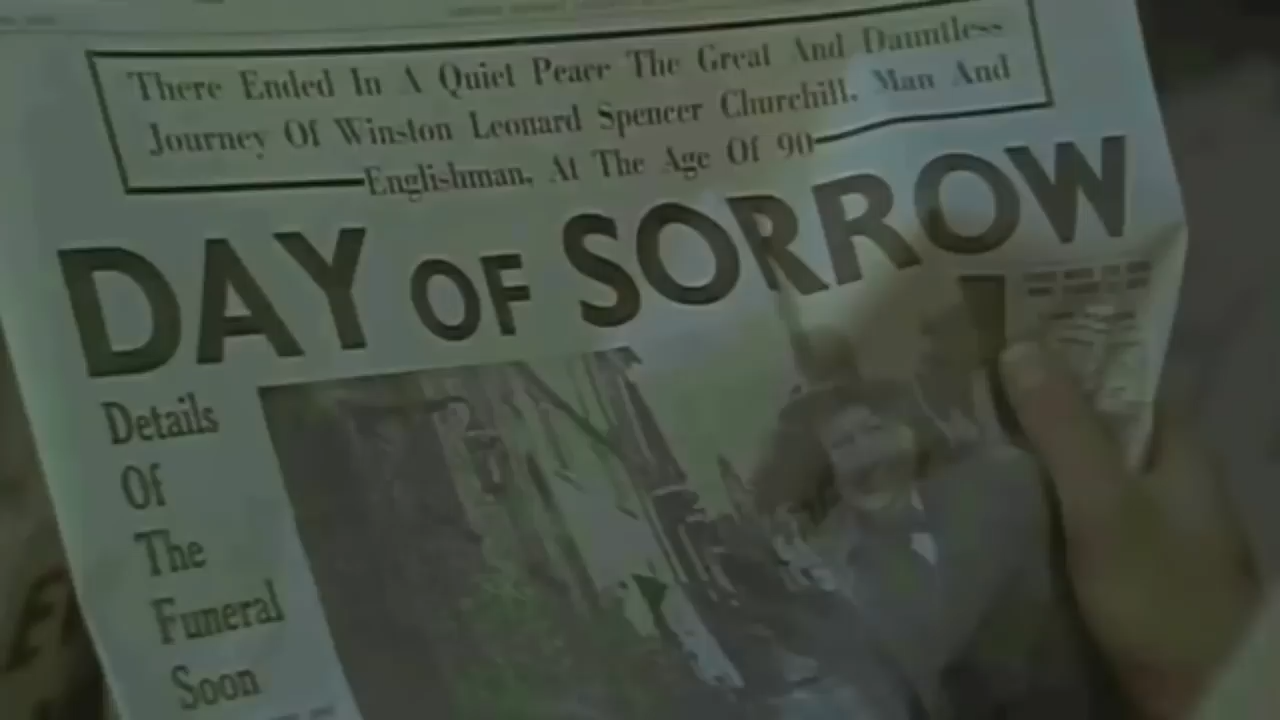 There Ended In A Quiet Peace The Great And Dauntless
Journey Of Winston Leonard Spencer Churchill. Man And
Englishman. At The Age Of 90
DAY OF SORROW
Details
Of
The
Funeral
Soon